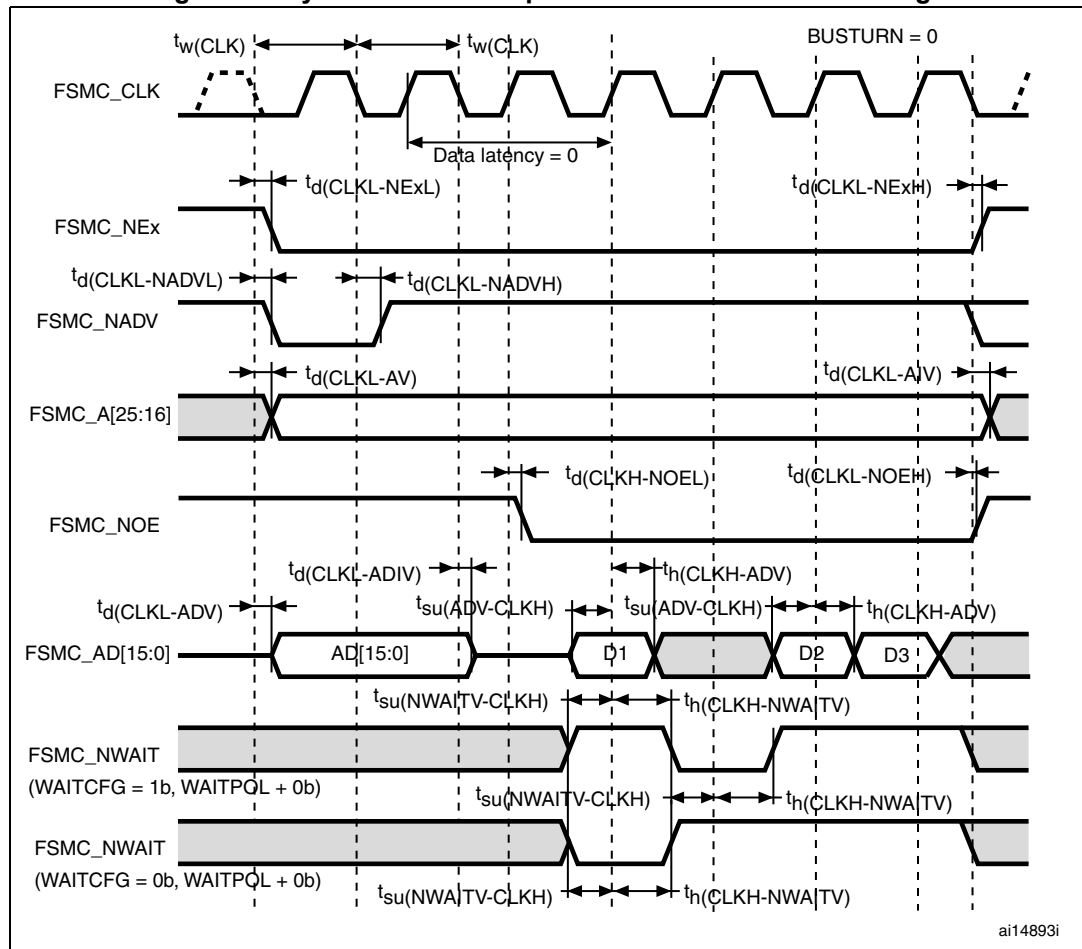 tw(CLK) tw(CLK) BUSTURN = 0
FSMC_CLK
Data latency = 0
td(CLKL-NExL) td(CLKL-NExH)
FSMC_NEx
td(CLKL-NADVL) td(CLKL-NADVH)
FSMC_NADV
td(CLKL-AV) td(CLKL-AIV)
FSMC_A[25:16]
td(CLKH-NOEL) td(CLKL-NOEH)
FSMC_NOE
td(CLKL-ADIV) th(CLKH-ADV)
td(CLKL-ADV) tsu(ADV-CLKH) tsu(ADV-CLKH) th(CLKH-ADV)
FSMC_AD[15:0] AD[15:0] D1 D2 D3
tsu(NWAITV-CLKH) th(CLKH-NWAITV)
FSMC_NWAIT
(WAITCFG = 1b, WAITPOL + 0b)
tsu(NWAITV-CLKH) th(CLKH-NWAITV)
FSMC_NWAIT
(WAITCFG = 0b, WAITPOL + 0b)
tsu(NWAITV-CLKH) th(CLKH-NWAITV)
ai14893i